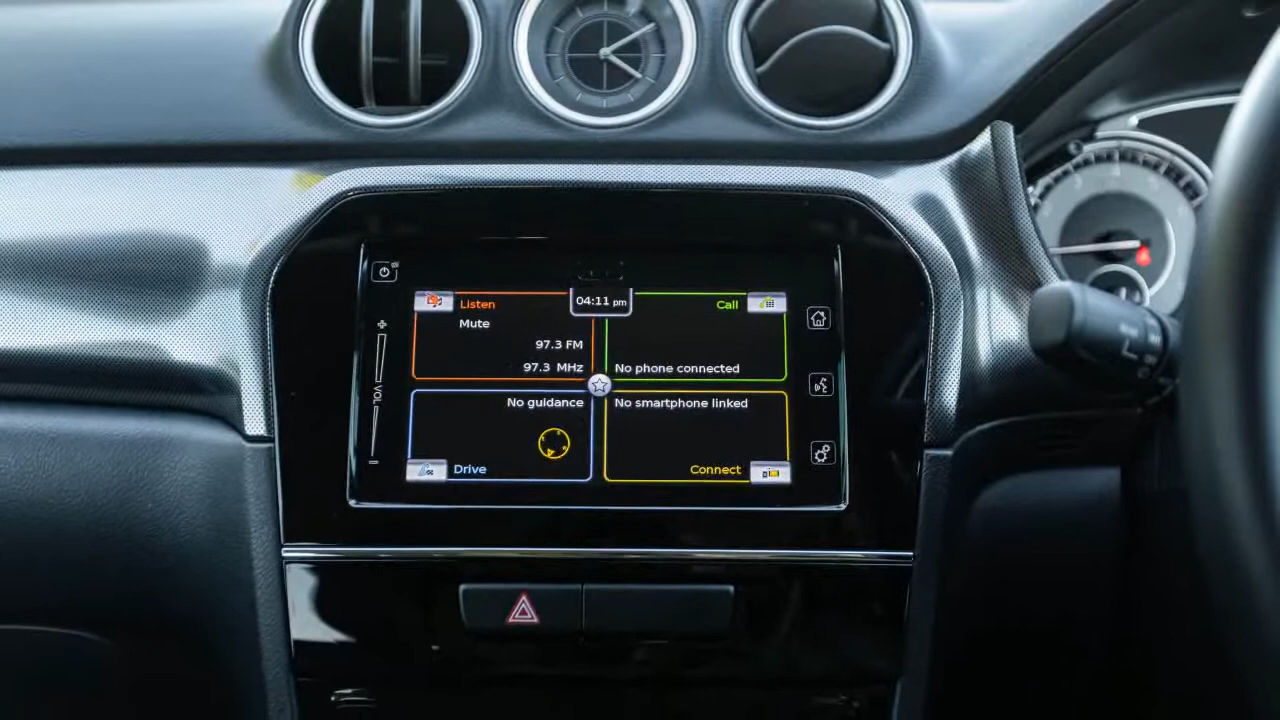 04:11 pm
Listen
Call
Mute
97.3 FM
97.3 MHz
No phone connected
VOL
No guidance
No smartphone linked
Drive
Connect